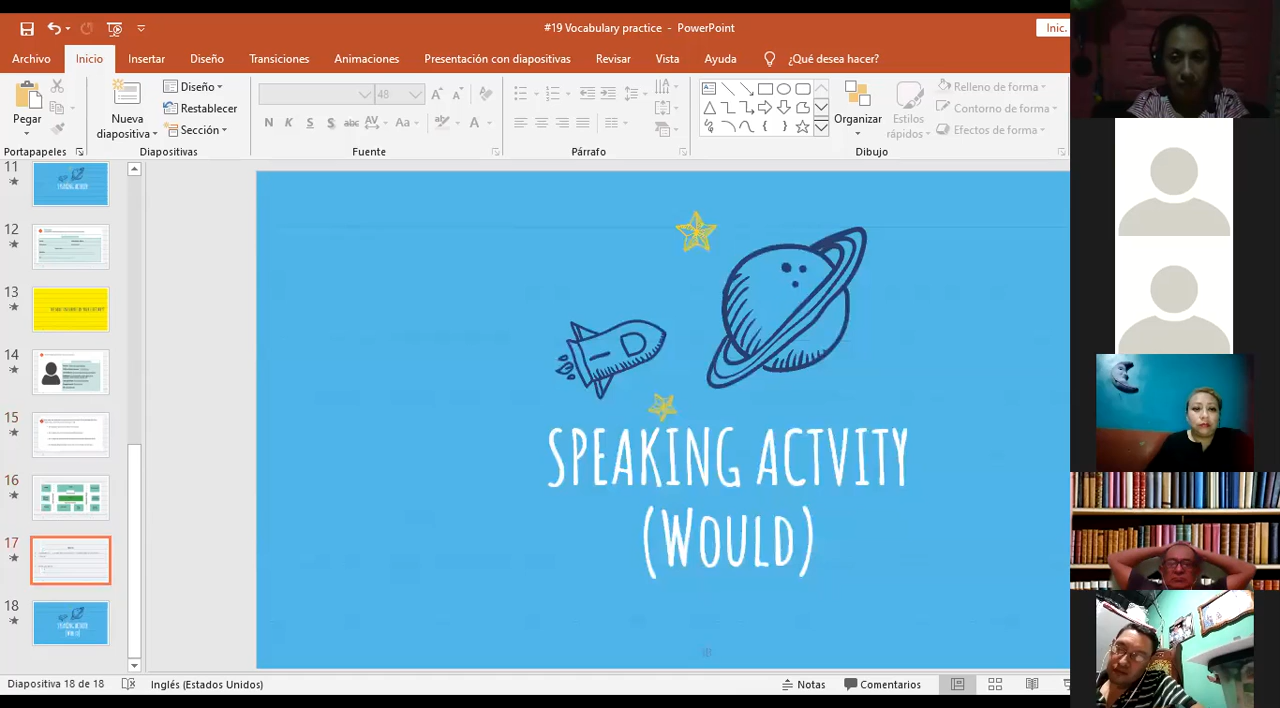 #19 Vocabulary practice - PowerPoint
Inic.
Archivo Inicio Insertar Diseño Transiciones Animaciones Presentación con diapositivas Revisar Vista Ayuda ¿Qué desea hacer?
Pegar
Nueva diapositiva
Diseño
Restablecer
Sección
48
N K S S abc AV Aa A
Organizar
Estilos rápidos
Relleno de forma
Contorno de forma
Efectos de forma
Portapapeles Diapositivas Fuente Párrafo Dibujo
11
12
13
14
15
16
17
18
SPEAKING ACTVITY
(WOULD)
Diapositiva 18 de 18 Inglés (Estados Unidos) Notas Comentarios